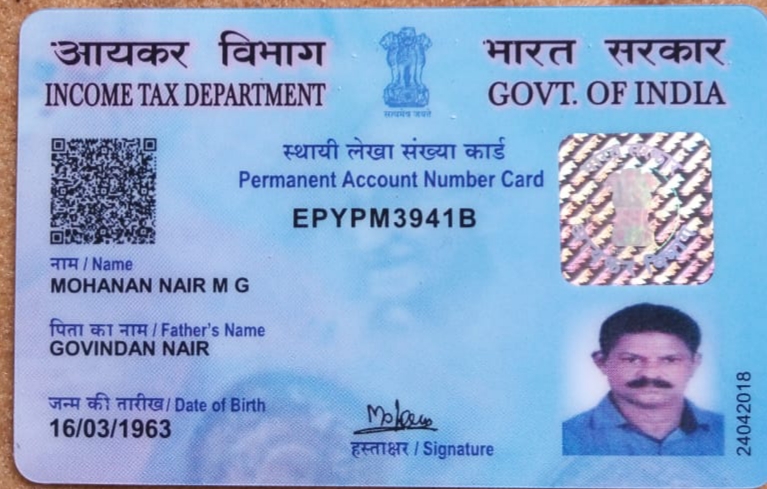 आयकर विभाग
INCOME TAX DEPARTMENT
सत्यमेव जयते
भारत सरकार
GOVT. OF INDIA
स्थायी लेखा संख्या कार्ड
Permanent Account Number Card
EPYPM3941B
नाम / Name
MOHANAN NAIR M G
पिता का नाम / Father's Name
GOVINDAN NAIR
जन्म की तारीख / Date of Birth
16/03/1963
हस्ताक्षर / Signature
24042018